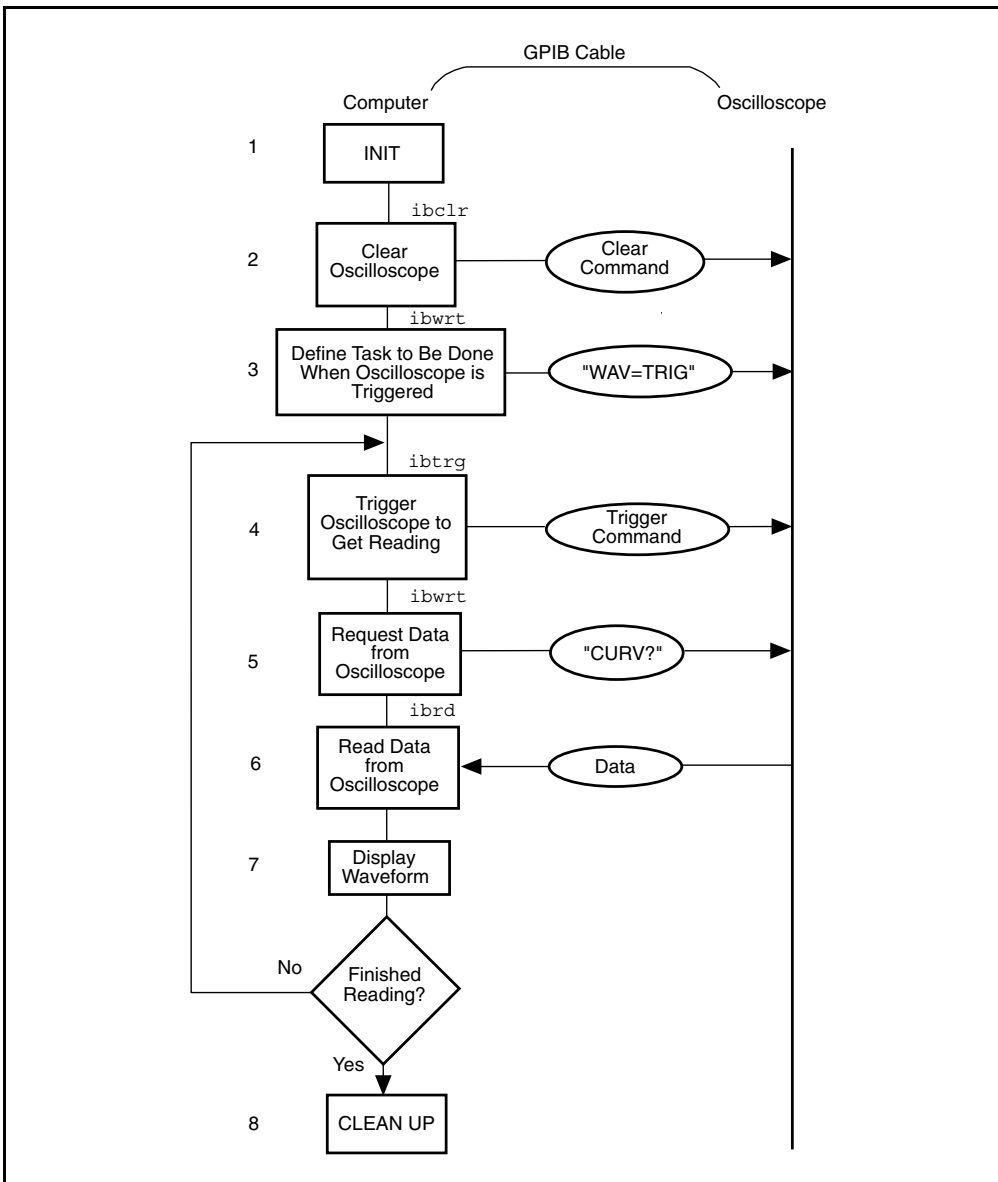 GPIB Cable
Computer
Oscilloscope
1
INIT
ibclr
2
Clear
Oscilloscope
Clear
Command
ibwrt
3
Define Task to Be Done
When Oscilloscope is
Triggered
"WAV=TRIG"
ibtrg
4
Trigger
Oscilloscope to
Get Reading
Trigger
Command
ibwrt
5
Request Data
from
Oscilloscope
"CURV?"
ibrd
6
Read Data
from
Oscilloscope
Data
7
Display
Waveform
No
Finished
Reading?
Yes
8
CLEAN UP